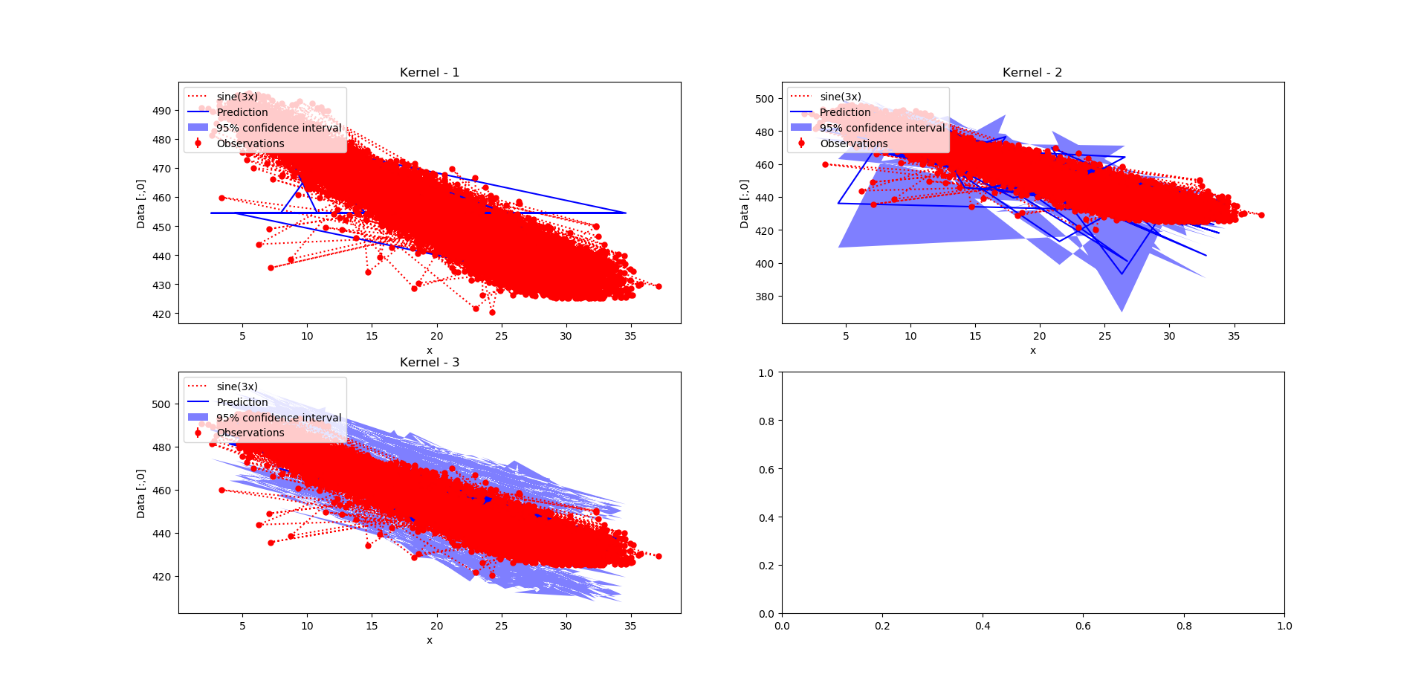 Kernel - 1
sine(3x)
Prediction
95% confidence interval
Observations
490
480
470
460
450
440
430
420
Data [:,0]
5 10 15 20 25 30 35
x
Kernel - 2
sine(3x)
Prediction
95% confidence interval
Observations
500
480
460
440
420
400
380
Data [:,0]
5 10 15 20 25 30 35
x
Kernel - 3
sine(3x)
Prediction
95% confidence interval
Observations
500
480
460
440
420
Data [:,0]
5 10 15 20 25 30 35
x
1.0
0.8
0.6
0.4
0.2
0.0
0.0 0.2 0.4 0.6 0.8 1.0